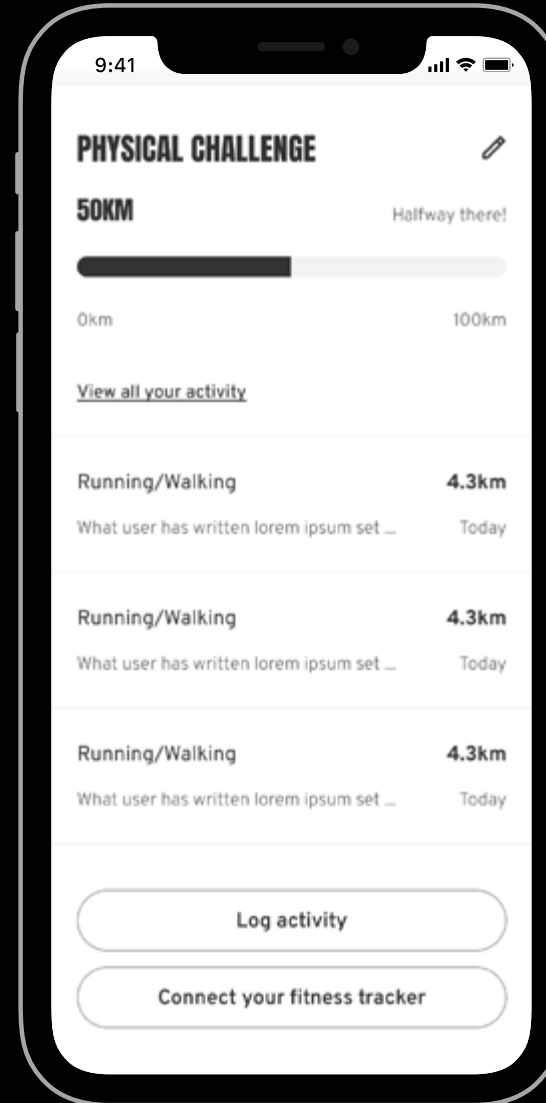 9:41
PHYSICAL CHALLENGE
50KM
Halfway there!
0km
100km
View all your activity
Running/Walking
4.3km
What user has written lorem ipsum set ...
Today
Running/Walking
4.3km
What user has written lorem ipsum set ...
Today
Running/Walking
4.3km
What user has written lorem ipsum set ...
Today
Log activity
Connect your fitness tracker